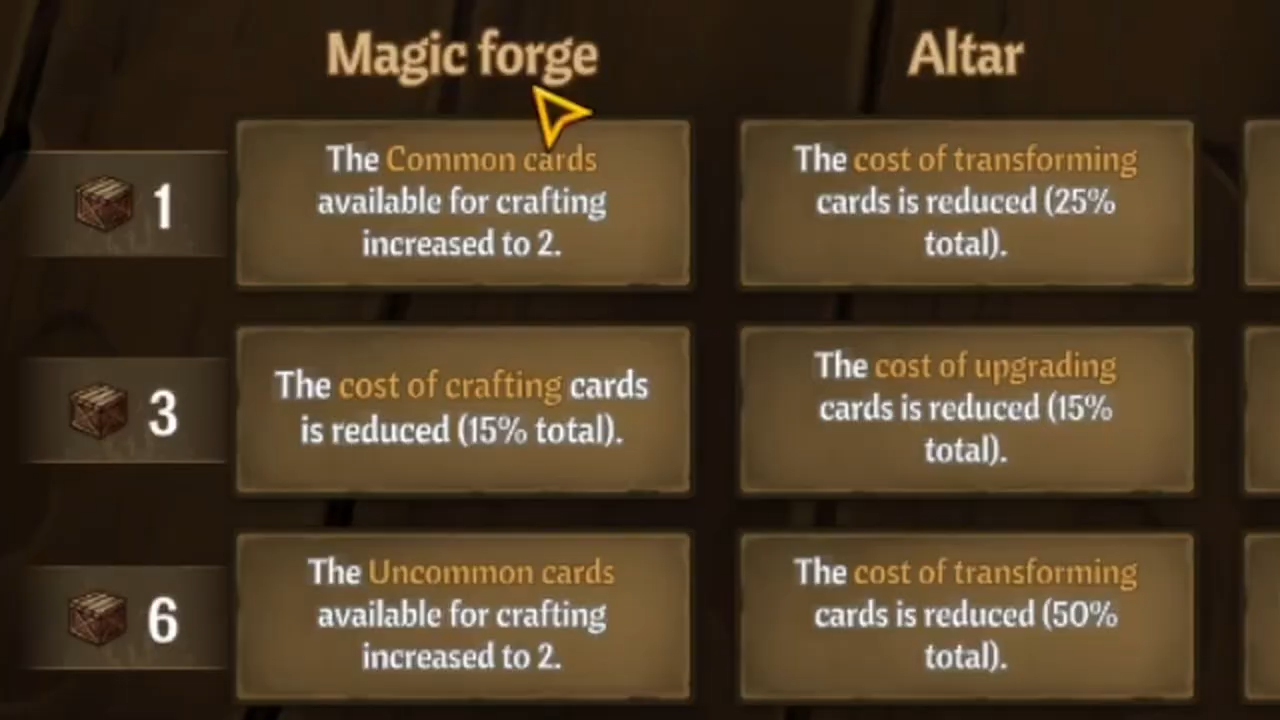 Magic forge
Altar
1
The Common cards
available for crafting
increased to 2.
The cost of transforming
cards is reduced (25%
total).
3
The cost of crafting cards
is reduced (15% total).
The cost of upgrading
cards is reduced (15%
total).
6
The Uncommon cards
available for crafting
increased to 2.
The cost of transforming
cards is reduced (50%
total).